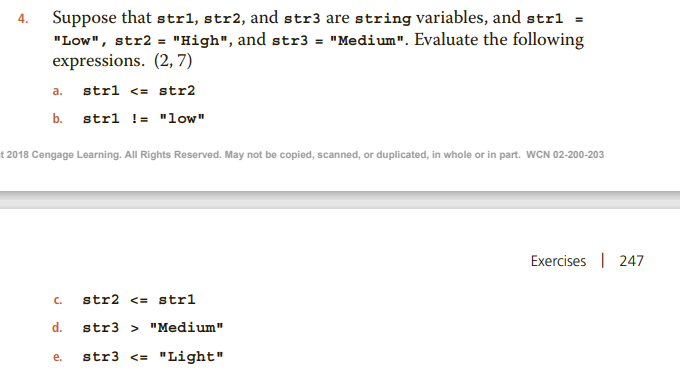 4. Suppose that str1, str2, and str3 are string variables, and str1 =
"Low", str2 = "High", and str3 = "Medium". Evaluate the following
expressions. (2, 7)
a. str1 <= str2
b. str1 != "low"
t 2018 Cengage Learning. All Rights Reserved. May not be copied, scanned, or duplicated, in whole or in part. WCN 02-200-203
Exercises | 247
c. str2 <= str1
d. str3 > "Medium"
e. str3 <= "Light"